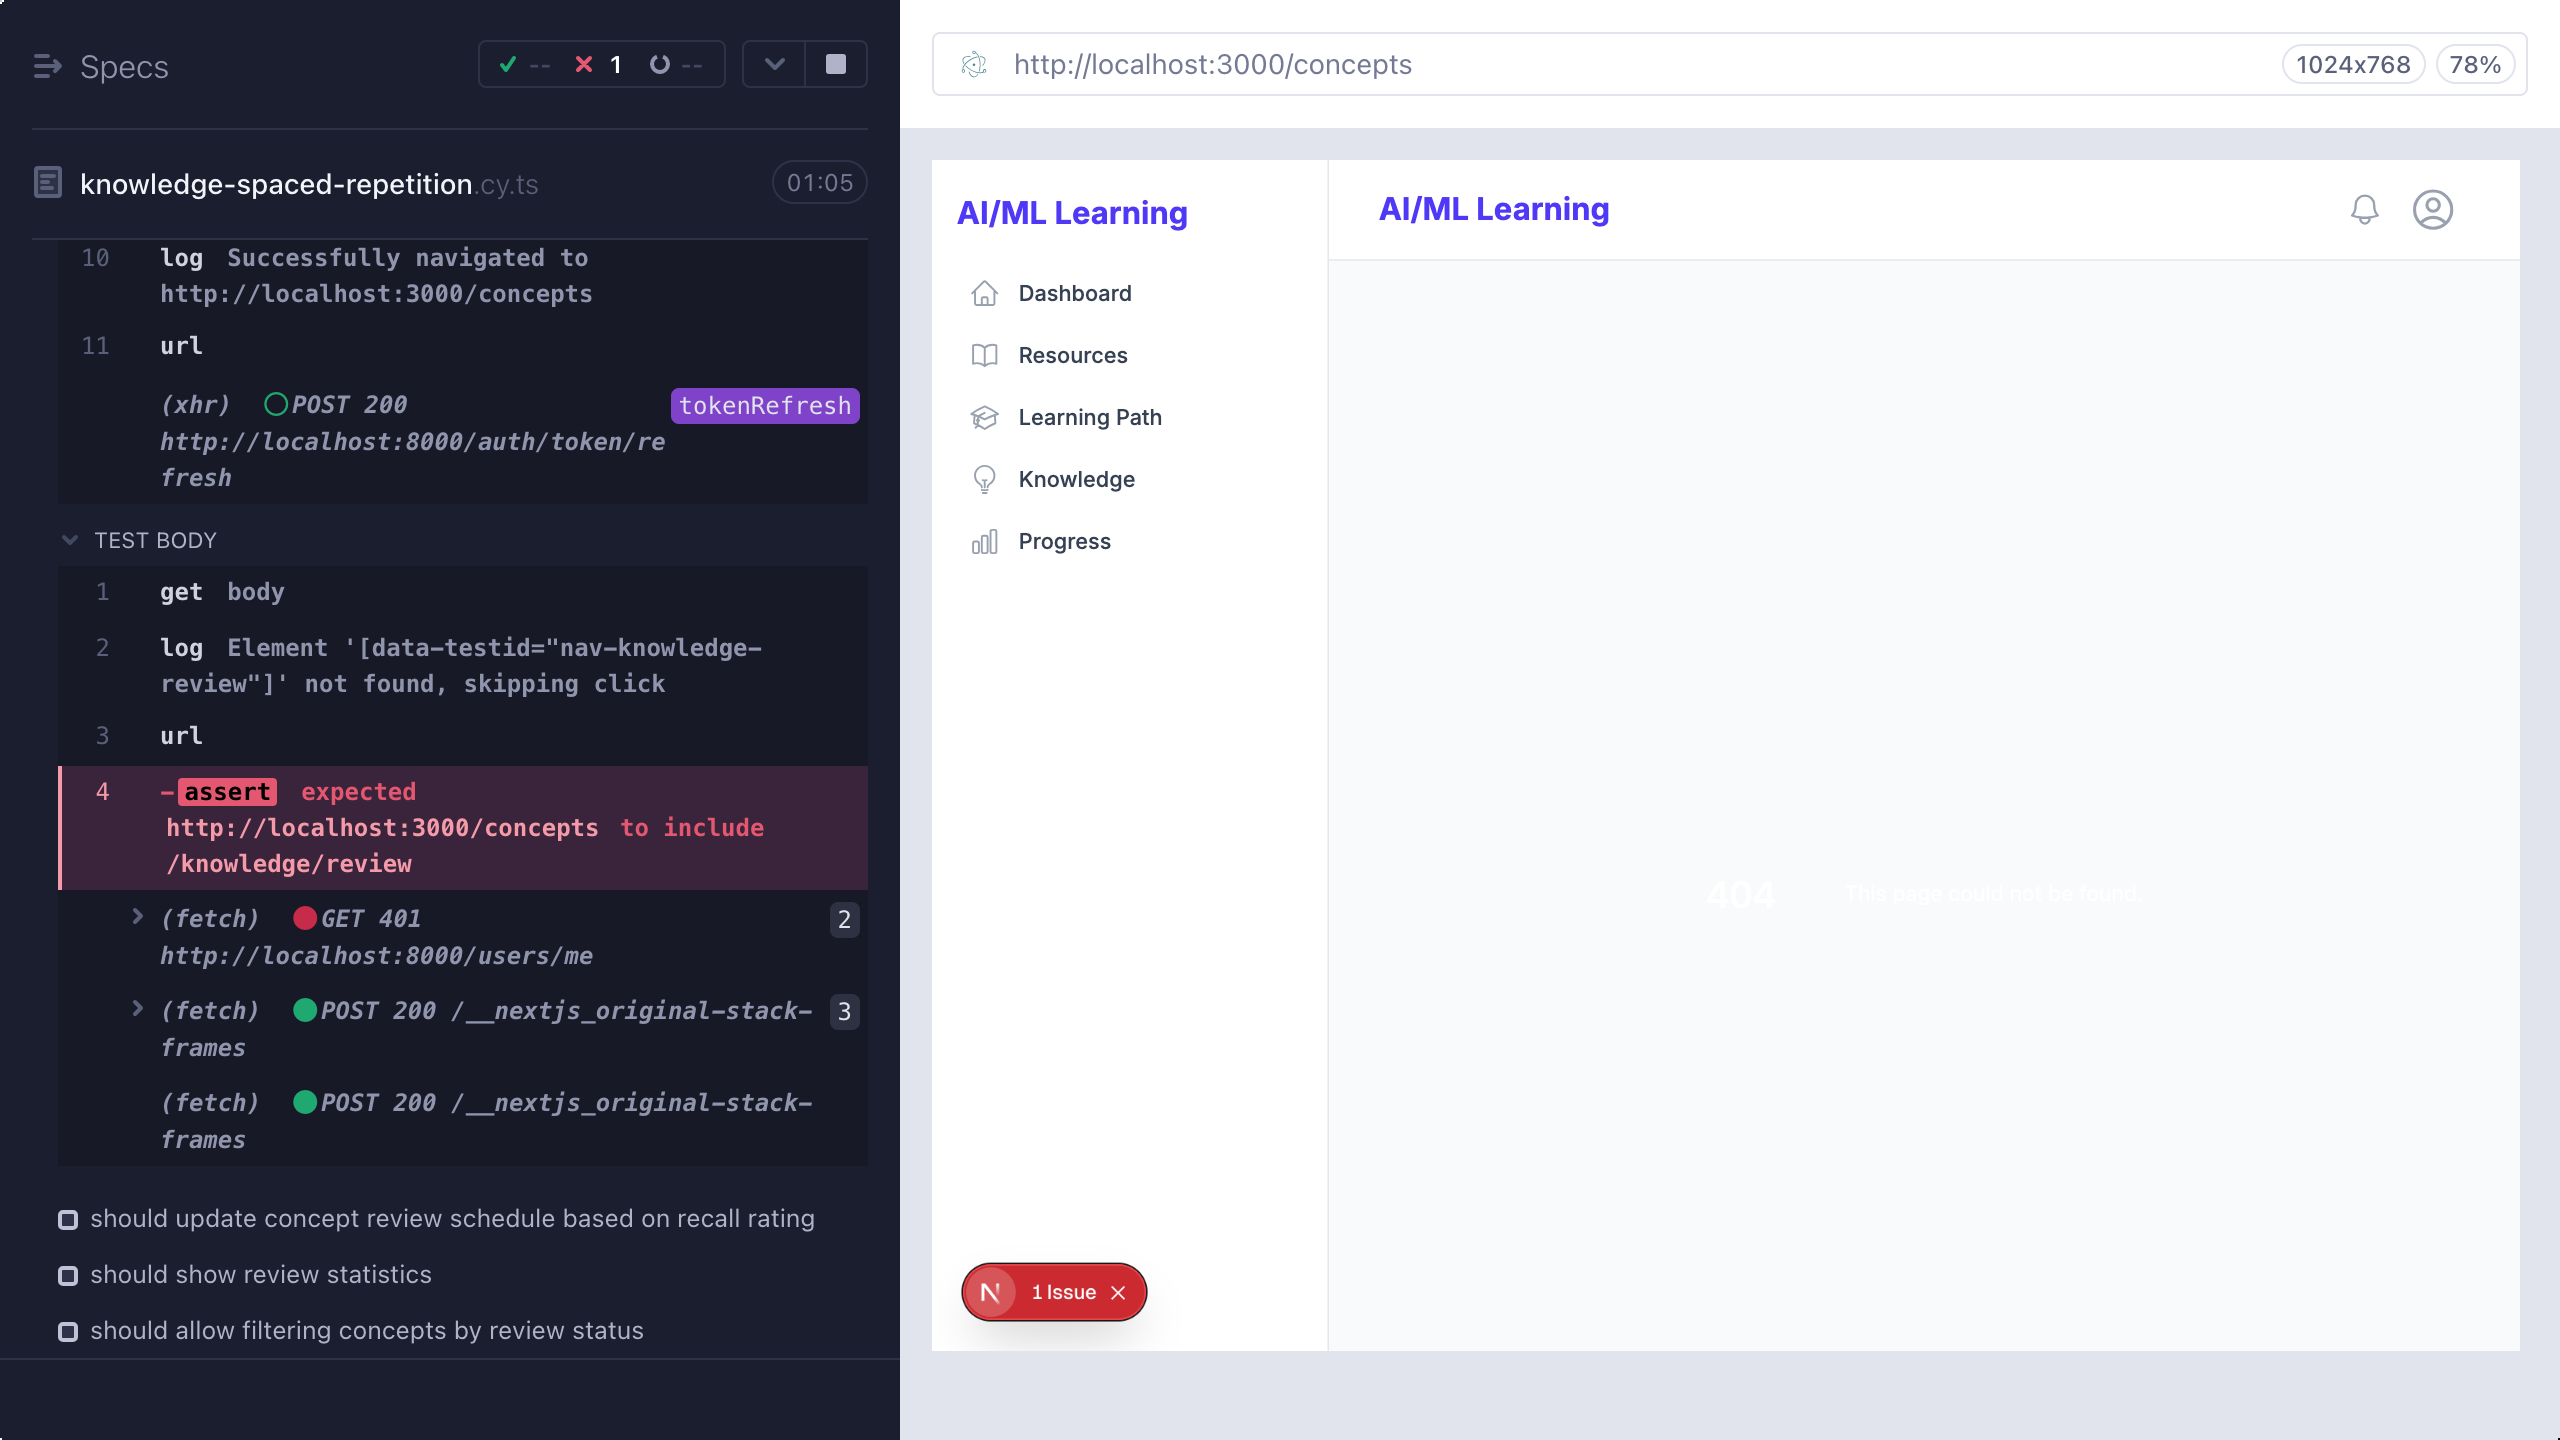 Specs
-- 1 --
knowledge-spaced-repetition.cy.ts 01:05
10 log Successfully navigated to
http://localhost:3000/concepts
11 url
(xhr) POST 200 tokenRefresh
http://localhost:8000/auth/token/re
fresh
TEST BODY
1 get body
2 log Element '[data-testid="nav-knowledge-
review"]' not found, skipping click
3 url
4 -assert expected
http://localhost:3000/concepts to include
/knowledge/review
(fetch) GET 401 2
http://localhost:8000/users/me
(fetch) POST 200 /__nextjs_original-stack- 3
frames
(fetch) POST 200 /__nextjs_original-stack-
frames
should update concept review schedule based on recall rating
should show review statistics
should allow filtering concepts by review status
http://localhost:3000/concepts 1024x768 78%
AI/ML Learning
Dashboard
Resources
Learning Path
Knowledge
Progress
N 1 Issue
AI/ML Learning
404 This page could not be found.